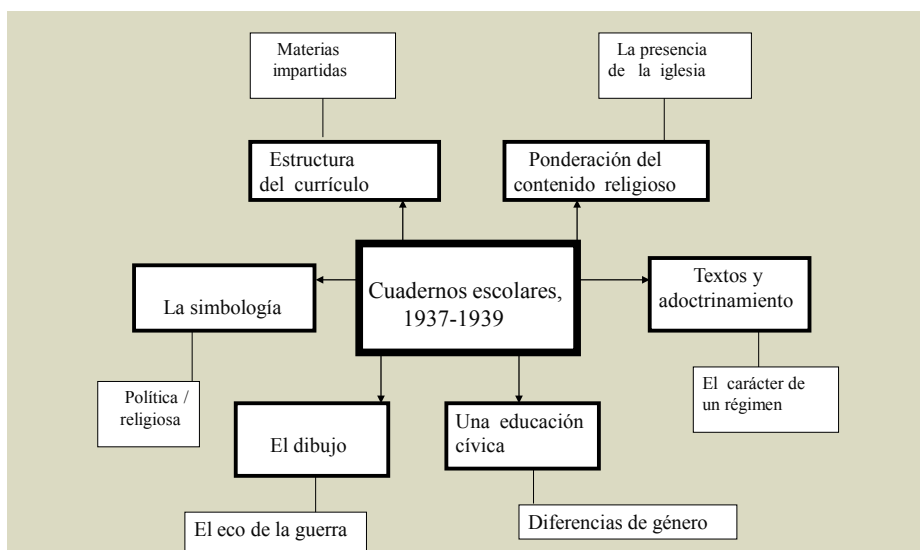 Materias
impartidas
La presencia
de la iglesia
Estructura
del currículo
Ponderación del
contenido religioso
La simbología
Cuadernos escolares,
1937-1939
Textos y
adoctrinamiento
Política /
religiosa
El dibujo
Una educación
cívica
El carácter de
un régimen
El eco de la guerra
Diferencias de género